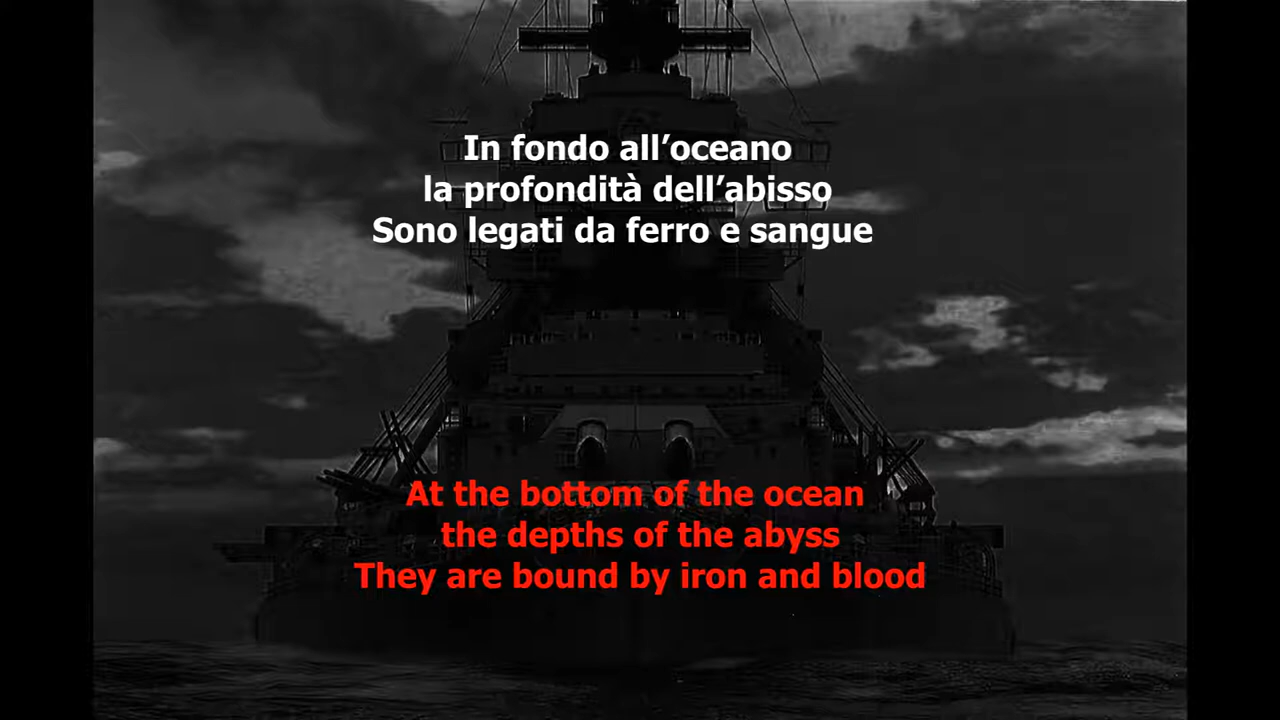 In fondo all’oceano
la profondità dell’abisso
Sono legati da ferro e sangue
At the bottom of the ocean
the depths of the abyss
They are bound by iron and blood